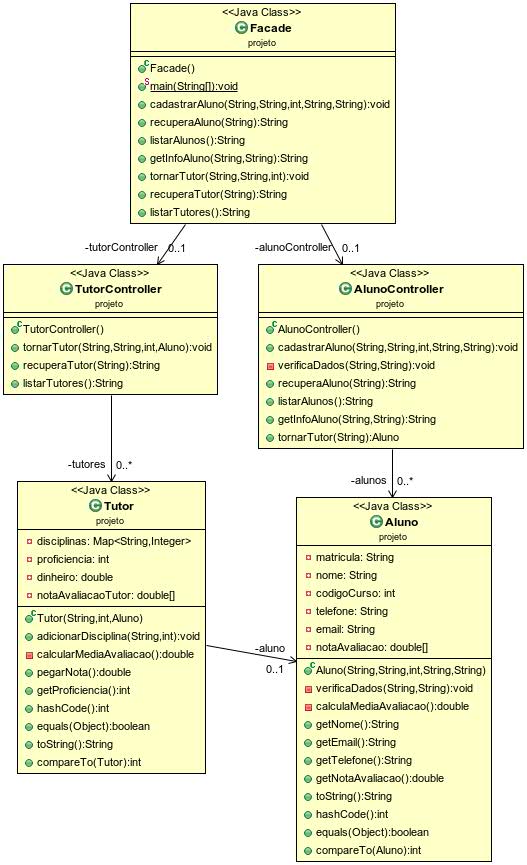 <<Java Class>>
Facade
projeto
Facade()
main(String[]):void
cadastrarAluno(String,String,int,String,String):void
recuperaAluno(String):String
listarAlunos():String
getInfoAluno(String,String):String
tornarTutor(String,String,int):void
recuperaTutor(String):String
listarTutores():String
-tutorController 0..1
-alunoController 0..1
<<Java Class>>
TutorController
projeto
TutorController()
tornarTutor(String,String,int,Aluno):void
recuperaTutor(String):String
listarTutores():String
<<Java Class>>
AlunoController
projeto
AlunoController()
cadastrarAluno(String,String,int,String,String):void
verificaDados(String,String):void
recuperaAluno(String):String
listarAlunos():String
getInfoAluno(String,String):String
tornarTutor(String):Aluno
-tutores 0..*
-alunos 0..*
<<Java Class>>
Tutor
projeto
disciplinas: Map<String,Integer>
proficiencia: int
dinheiro: double
notaAvaliacaoTutor: double[]
Tutor(String,int,Aluno)
adicionarDisciplina(String,int):void
calcularMediaAvaliacao():double
pegarNota():double
getProficiencia():int
hashCode():int
equals(Object):boolean
toString():String
compareTo(Tutor):int
-aluno
0..1
<<Java Class>>
Aluno
projeto
matricula: String
nome: String
codigoCurso: int
telefone: String
email: String
notaAvaliacao: double[]
Aluno(String,String,int,String,String)
verificaDados(String,String):void
calculaMediaAvaliacao():double
getNome():String
getEmail():String
getTelefone():String
getNotaAvaliacao():double
toString():String
hashCode():int
equals(Object):boolean
compareTo(Aluno):int